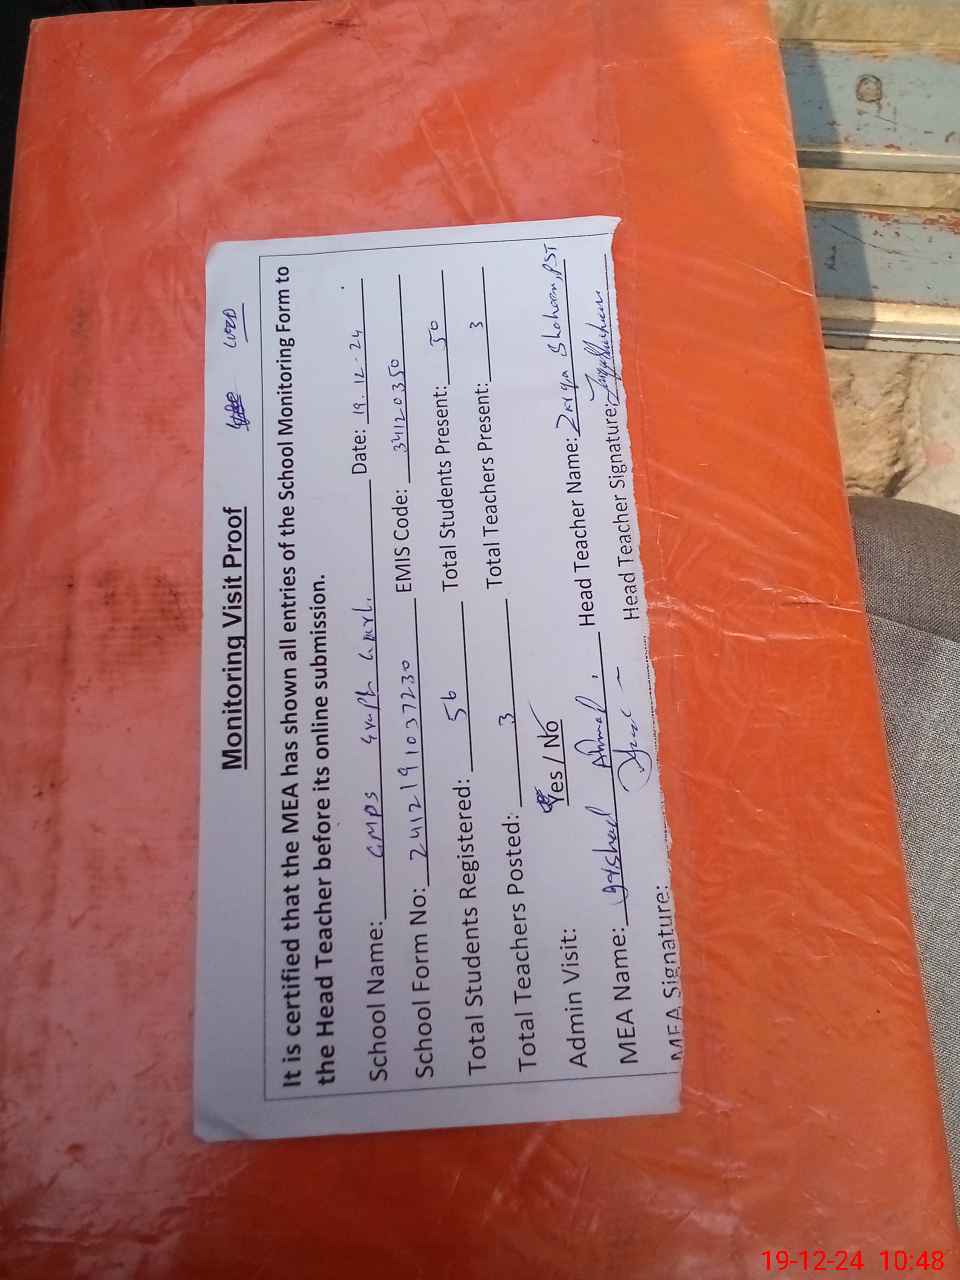 Monitoring Visit Proof
It is certified that the MEA has shown all entries of the School Monitoring Form to
the Head Teacher before its online submission.
School Name: GMPS Date: 19.12.24
School Form No: 2412191037230 EMIS Code: 34120350
Total Students Registered: 56 Total Students Present: 50
Total Teachers Posted: 3 Total Teachers Present: 3
Admin Visit: Yes / No
MEA Name: Ahmad Head Teacher Name: Shaheen, PST
MEA Signature: Head Teacher Signature:
19-12-24 10:48